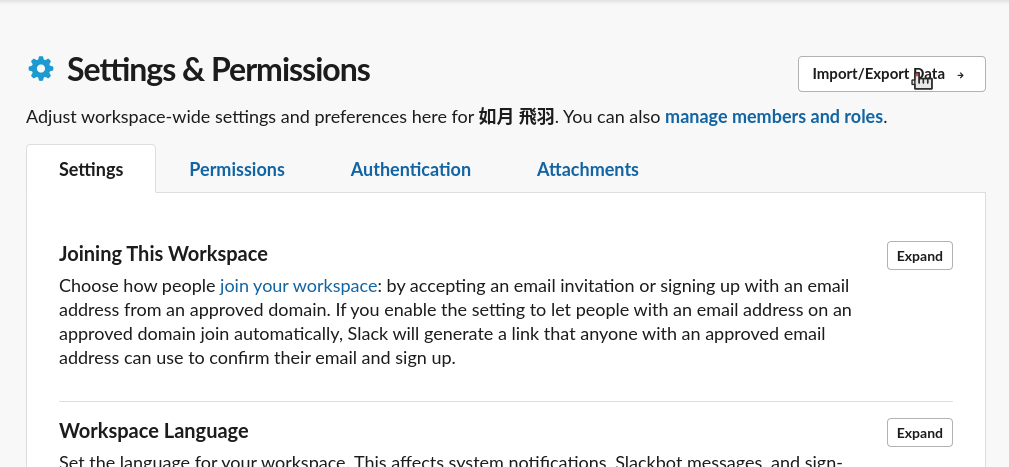 Settings & Permissions
Import/Export Data →
Adjust workspace-wide settings and preferences here for 如月 飛羽. You can also manage members and roles.
Settings Permissions Authentication Attachments
Joining This Workspace
Expand
Choose how people join your workspace: by accepting an email invitation or signing up with an email
address from an approved domain. If you enable the setting to let people with an email address on an
approved domain join automatically, Slack will generate a link that anyone with an approved email
address can use to confirm their email and sign up.
Workspace Language
Expand
Set the language for your workspace. This affects system notifications, Slackbot messages, and sign-